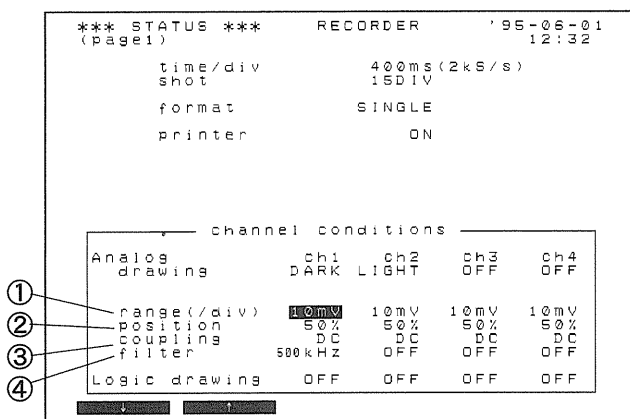 *** STATUS *** RECORDER '95-06-01
(page1) 12:32
time/div 400ms(2kS/s)
shot 15DIV
format SINGLE
printer ON
channel conditions
Analog ch1 ch2 ch3 ch4
drawing DARK LIGHT OFF OFF
① range(/div) 10mV 10mV 10mV 10mV
② position 50% 50% 50% 50%
③ coupling DC DC DC DC
④ filter 500kHz OFF OFF OFF
Logic drawing OFF OFF OFF OFF
↓ ↑